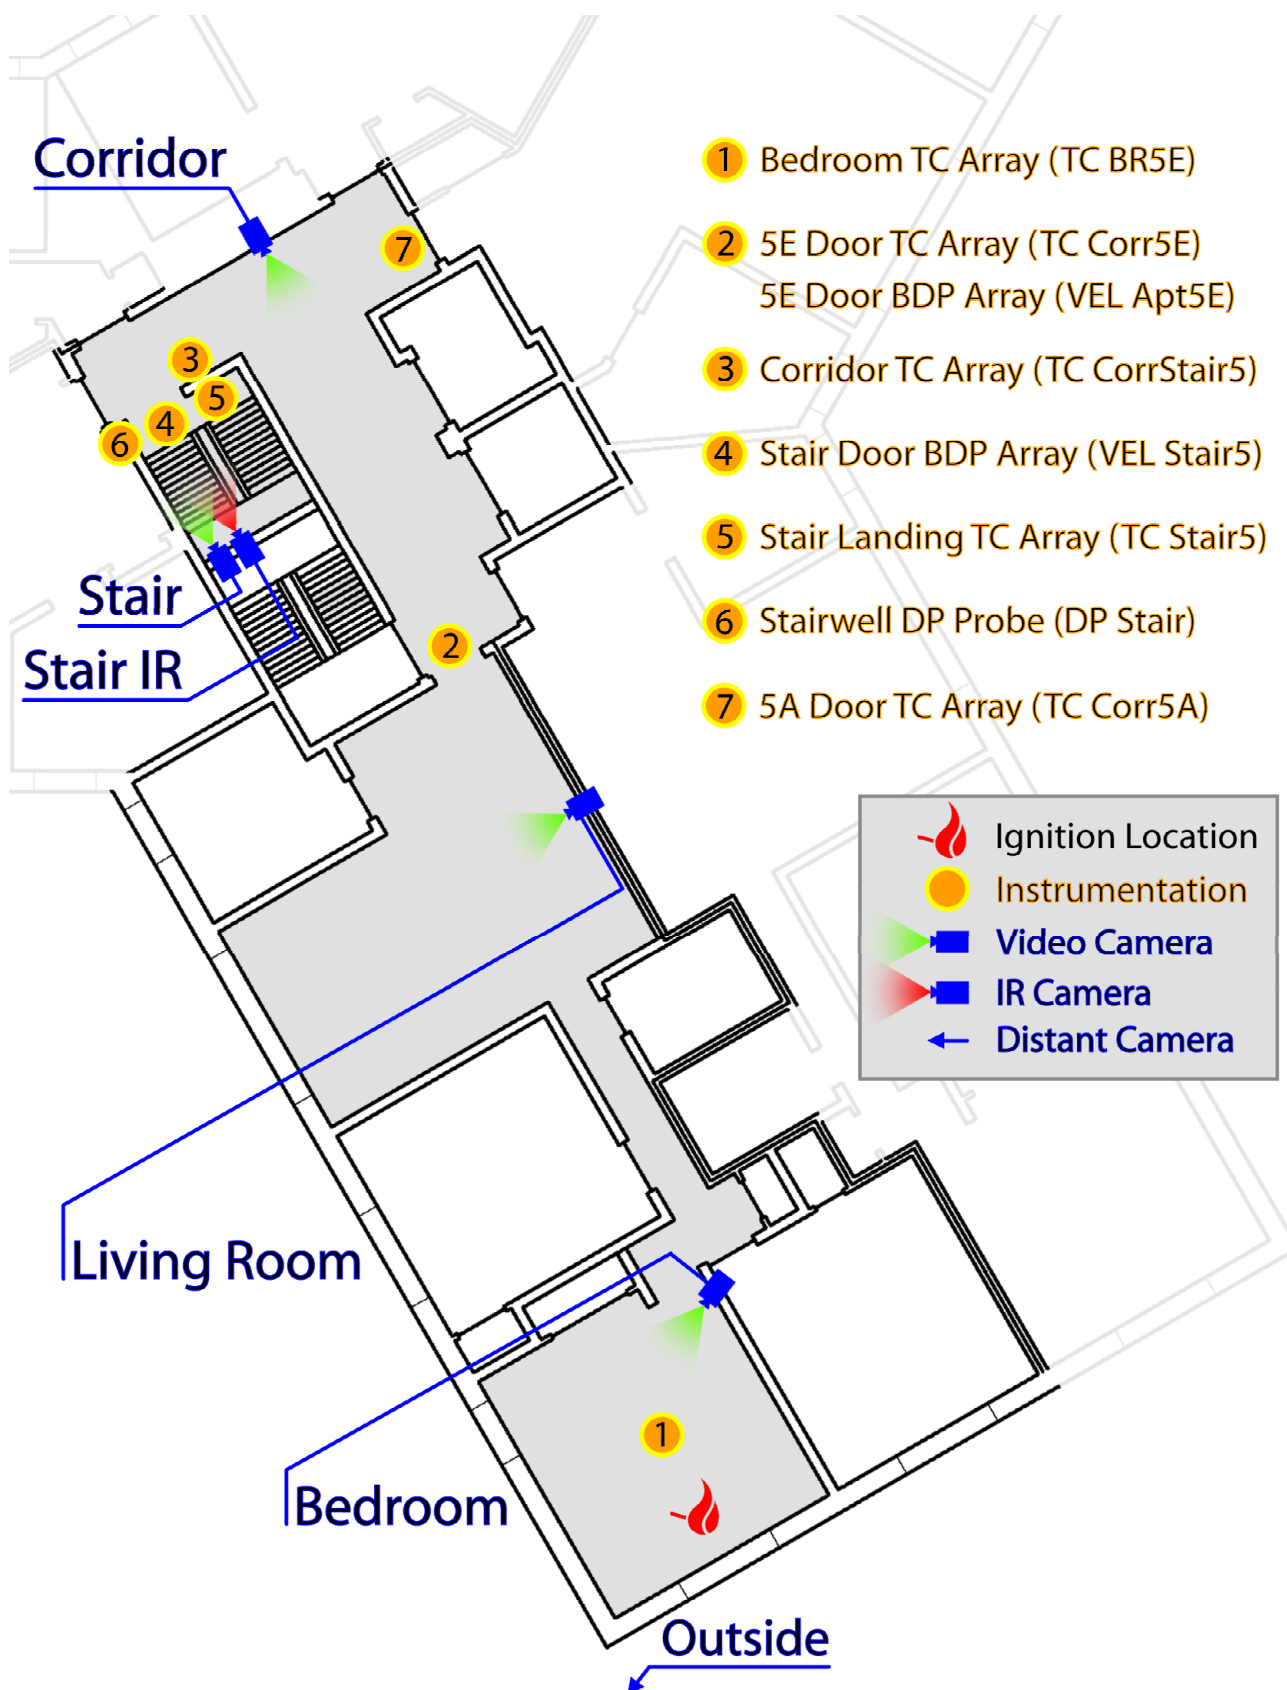 Corridor
1 Bedroom TC Array (TC BR5E)
2 5E Door TC Array (TC Corr5E)
5E Door BDP Array (VEL Apt5E)
7
3 Corridor TC Array (TC CorrStair5)
3
5
4
6
4 Stair Door BDP Array (VEL Stair5)
5 Stair Landing TC Array (TC Stair5)
Stair
6 Stairwell DP Probe (DP Stair)
2
Stair IR
7 5A Door TC Array (TC Corr5A)
Ignition Location
Instrumentation
Video Camera
IR Camera
Distant Camera
Living Room
1
Bedroom
Outside